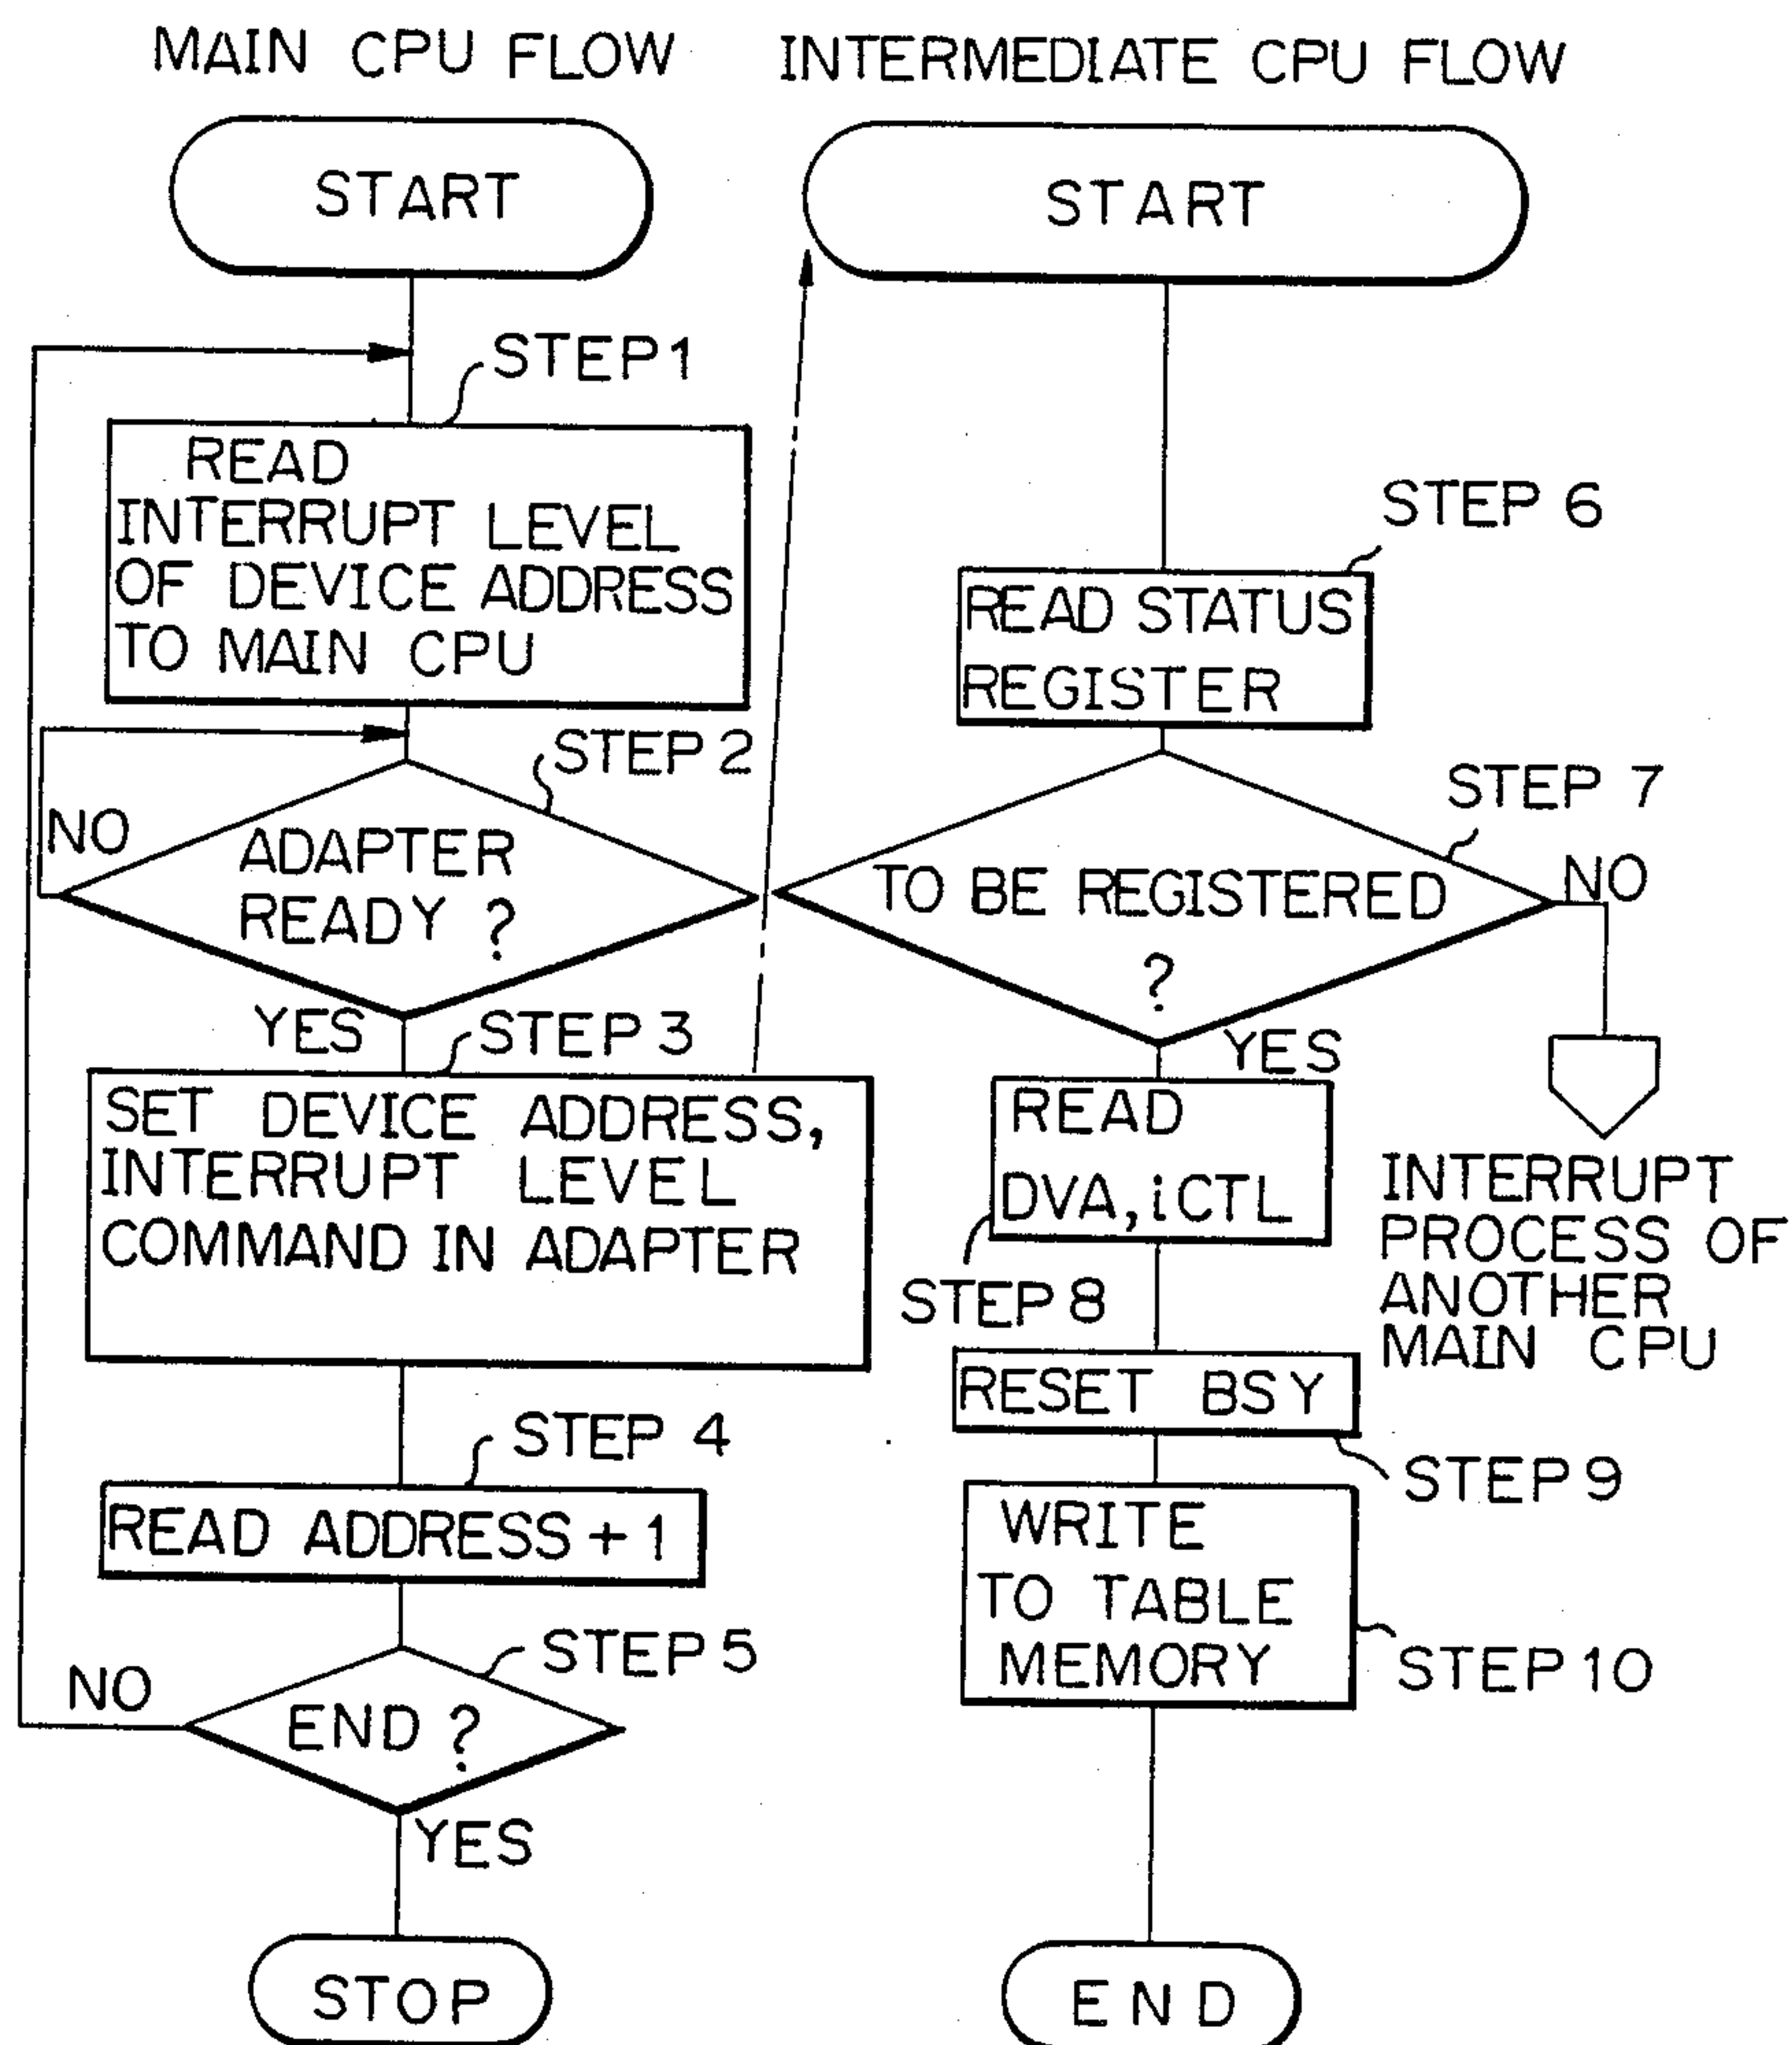 MAIN CPU FLOW
START
STEP 1
READ
INTERRUPT LEVEL
OF DEVICE ADDRESS
TO MAIN CPU
STEP 2
NO
ADAPTER
READY ?
YES
STEP 3
SET DEVICE ADDRESS,
INTERRUPT LEVEL
COMMAND IN ADAPTER
STEP 4
READ ADDRESS + 1
STEP 5
NO
END ?
YES
STOP
INTERMEDIATE CPU FLOW
START
STEP 6
READ STATUS
REGISTER
STEP 7
TO BE REGISTERED
?
NO
YES
INTERRUPT
PROCESS OF
ANOTHER
MAIN CPU
READ
DVA, iCTL
STEP 8
RESET BSY
STEP 9
WRITE
TO TABLE
MEMORY
STEP 10
END